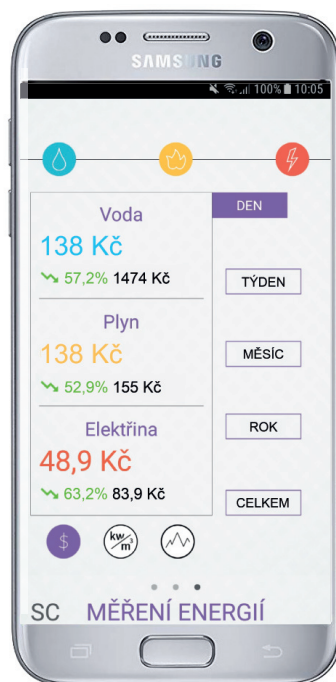 SAMSUNG
100% 10:05
DEN
Voda
138 Kč
57,2% 1474 Kč
TÝDEN
Plyn
138 Kč
52,9% 155 Kč
MĚSÍC
Elektřina
48,9 Kč
63,2% 83,9 Kč
ROK
CELKEM
$ kw/m³
SC MĚŘENÍ ENERGIÍ